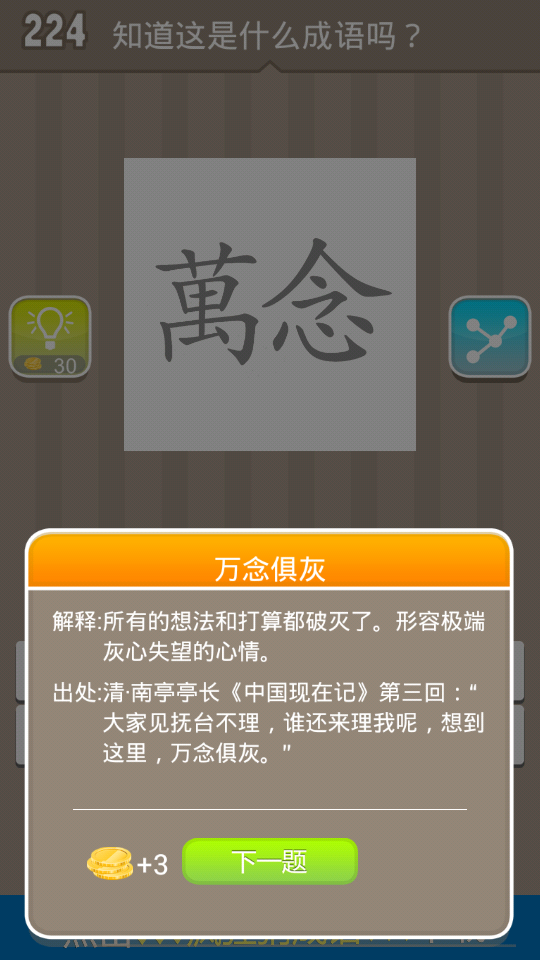 224 知道这是什么成语吗？
萬念
30
万念俱灰
解释:所有的想法和打算都破灭了。形容极端
灰心失望的心情。
出处:清·南亭亭长《中国现在记》第三回：“
大家见抚台不理，谁还来理我呢，想到
这里，万念俱灰。”
+3 下一题